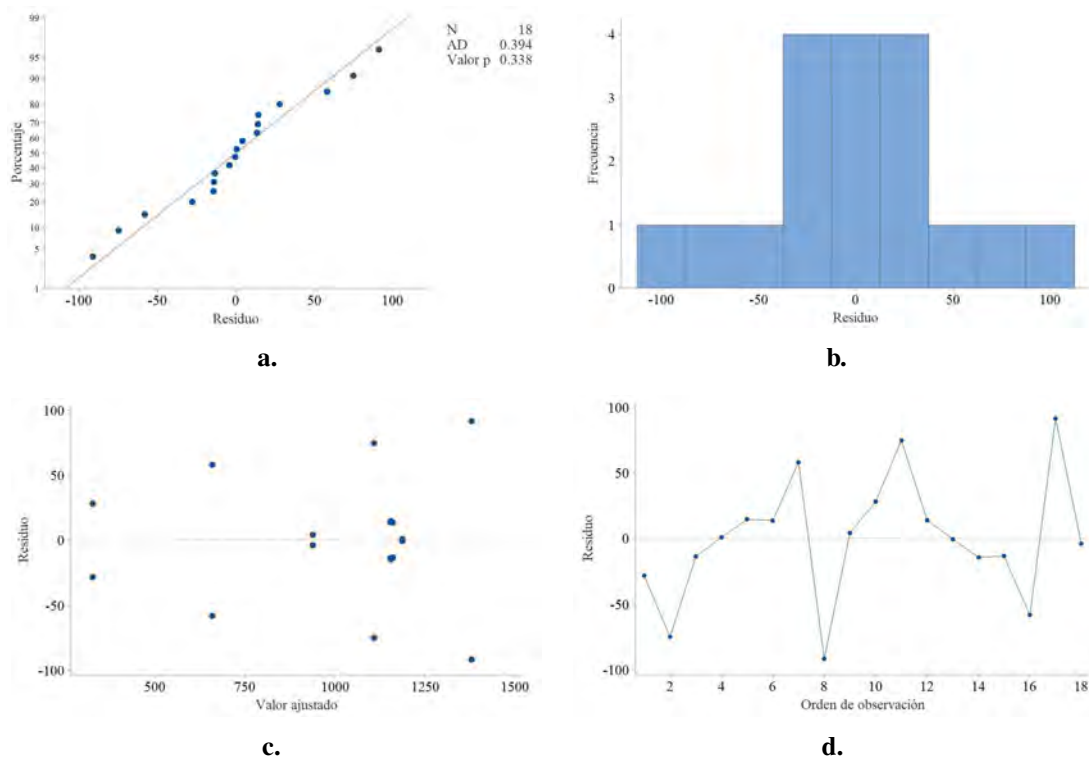 99
95
90
80
70
60
50
40
30
20
10
5
1
Porcentaje
-100 -50 0 50 100
Residuo
N 18
AD 0.394
Valor p 0.338
a.
4
3
2
1
0
Frecuencia
-100 -50 0 50 100
Residuo
b.
100
50
0
-50
-100
Residuo
500 750 1000 1250 1500
Valor ajustado
c.
100
50
0
-50
-100
Residuo
2 4 6 8 10 12 14 16 18
Orden de observación
d.